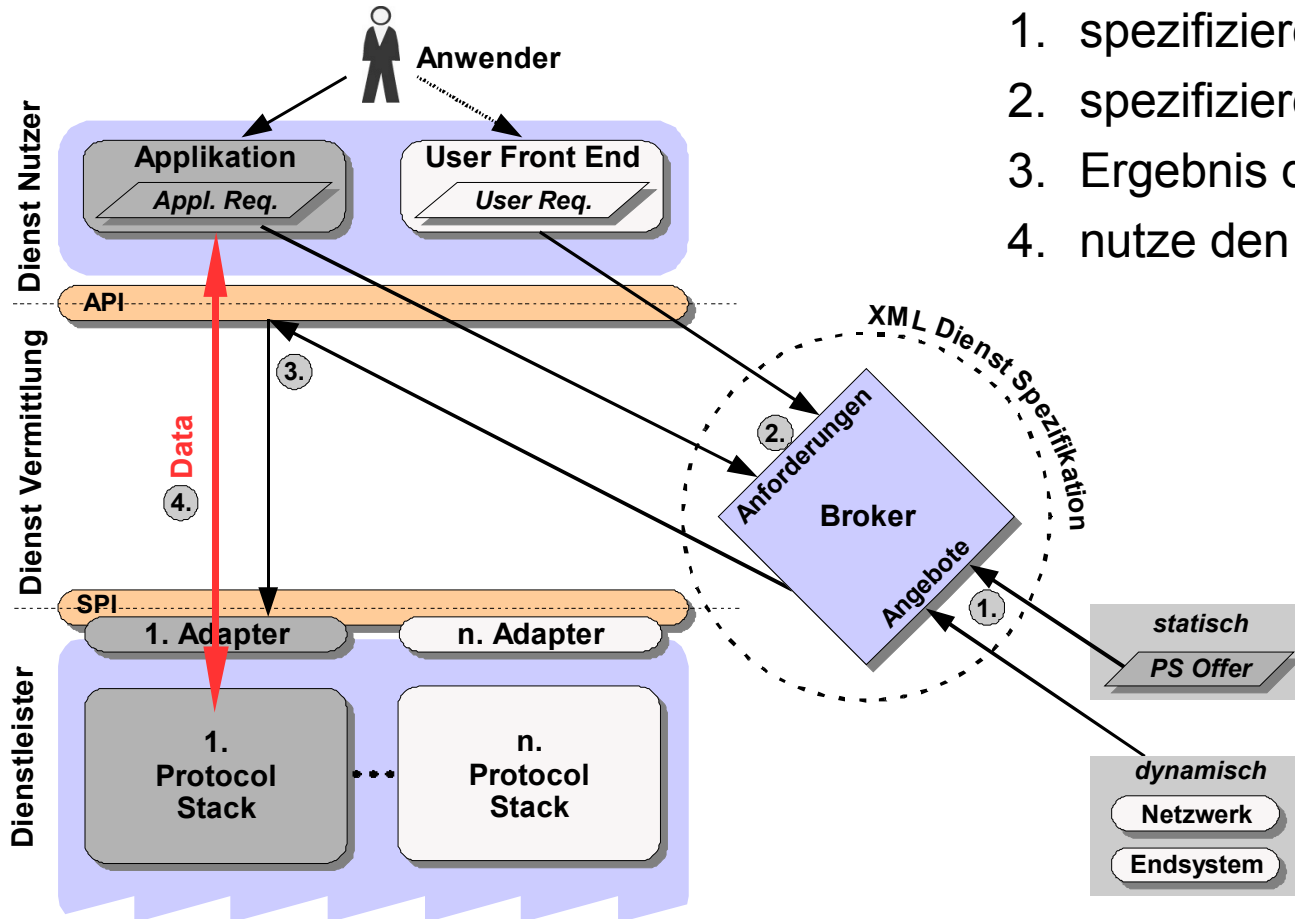 1. spezifizier
2. spezifizier
3. Ergebnis
4. nutze den
Anwender
Dienst Nutzer
Applikation
Appl. Req.
User Front End
User Req.
API
Dienst Vermittlung
3.
4.
Data
XML Dienst Spezifikation
2.
Anforderungen
Broker
Angebote
1.
SPI
1. Adapter
n. Adapter
Dienstleister
1.
Protocol
Stack
n.
Protocol
Stack
statisch
PS Offer
dynamisch
Netzwerk
Endsystem